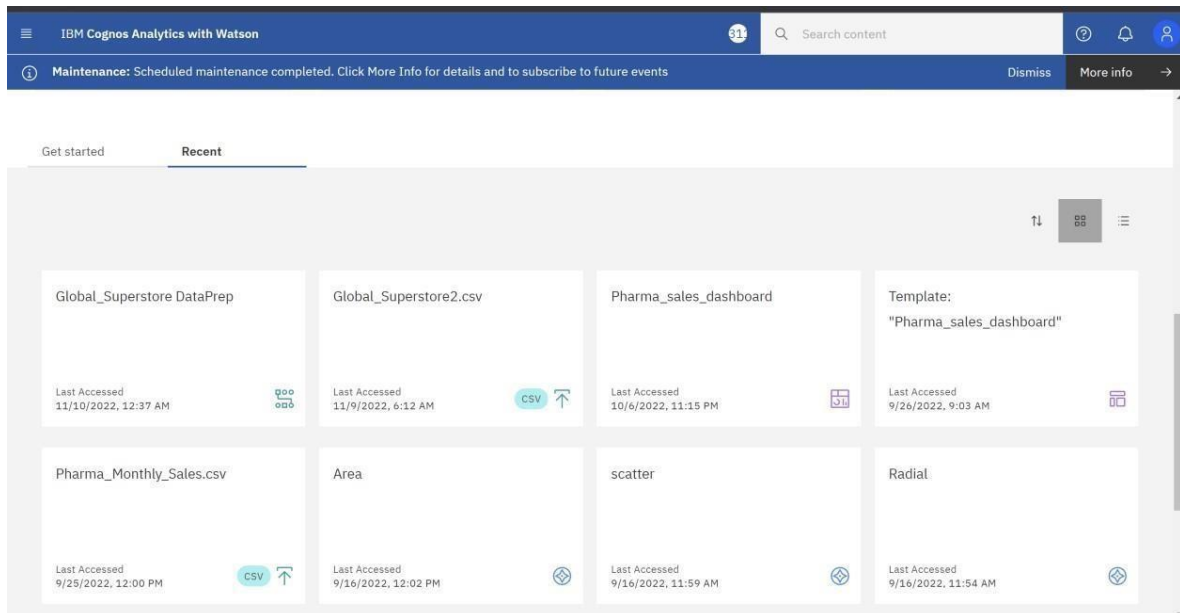 IBM Cognos Analytics with Watson
Search content
Maintenance: Scheduled maintenance completed. Click More Info for details and to subscribe to future events
Dismiss
More info
Get started
Recent
Global_Superstore DataPrep
Last Accessed
11/10/2022, 12:37 AM
Global_Superstore2.csv
Last Accessed
11/9/2022, 6:12 AM
CSV
Pharma_sales_dashboard
Last Accessed
10/6/2022, 11:15 PM
Template:
"Pharma_sales_dashboard"
Last Accessed
9/26/2022, 9:03 AM
Pharma_Monthly_Sales.csv
Last Accessed
9/25/2022, 12:00 PM
CSV
Area
Last Accessed
9/16/2022, 12:02 PM
scatter
Last Accessed
9/16/2022, 11:59 AM
Radial
Last Accessed
9/16/2022, 11:54 AM